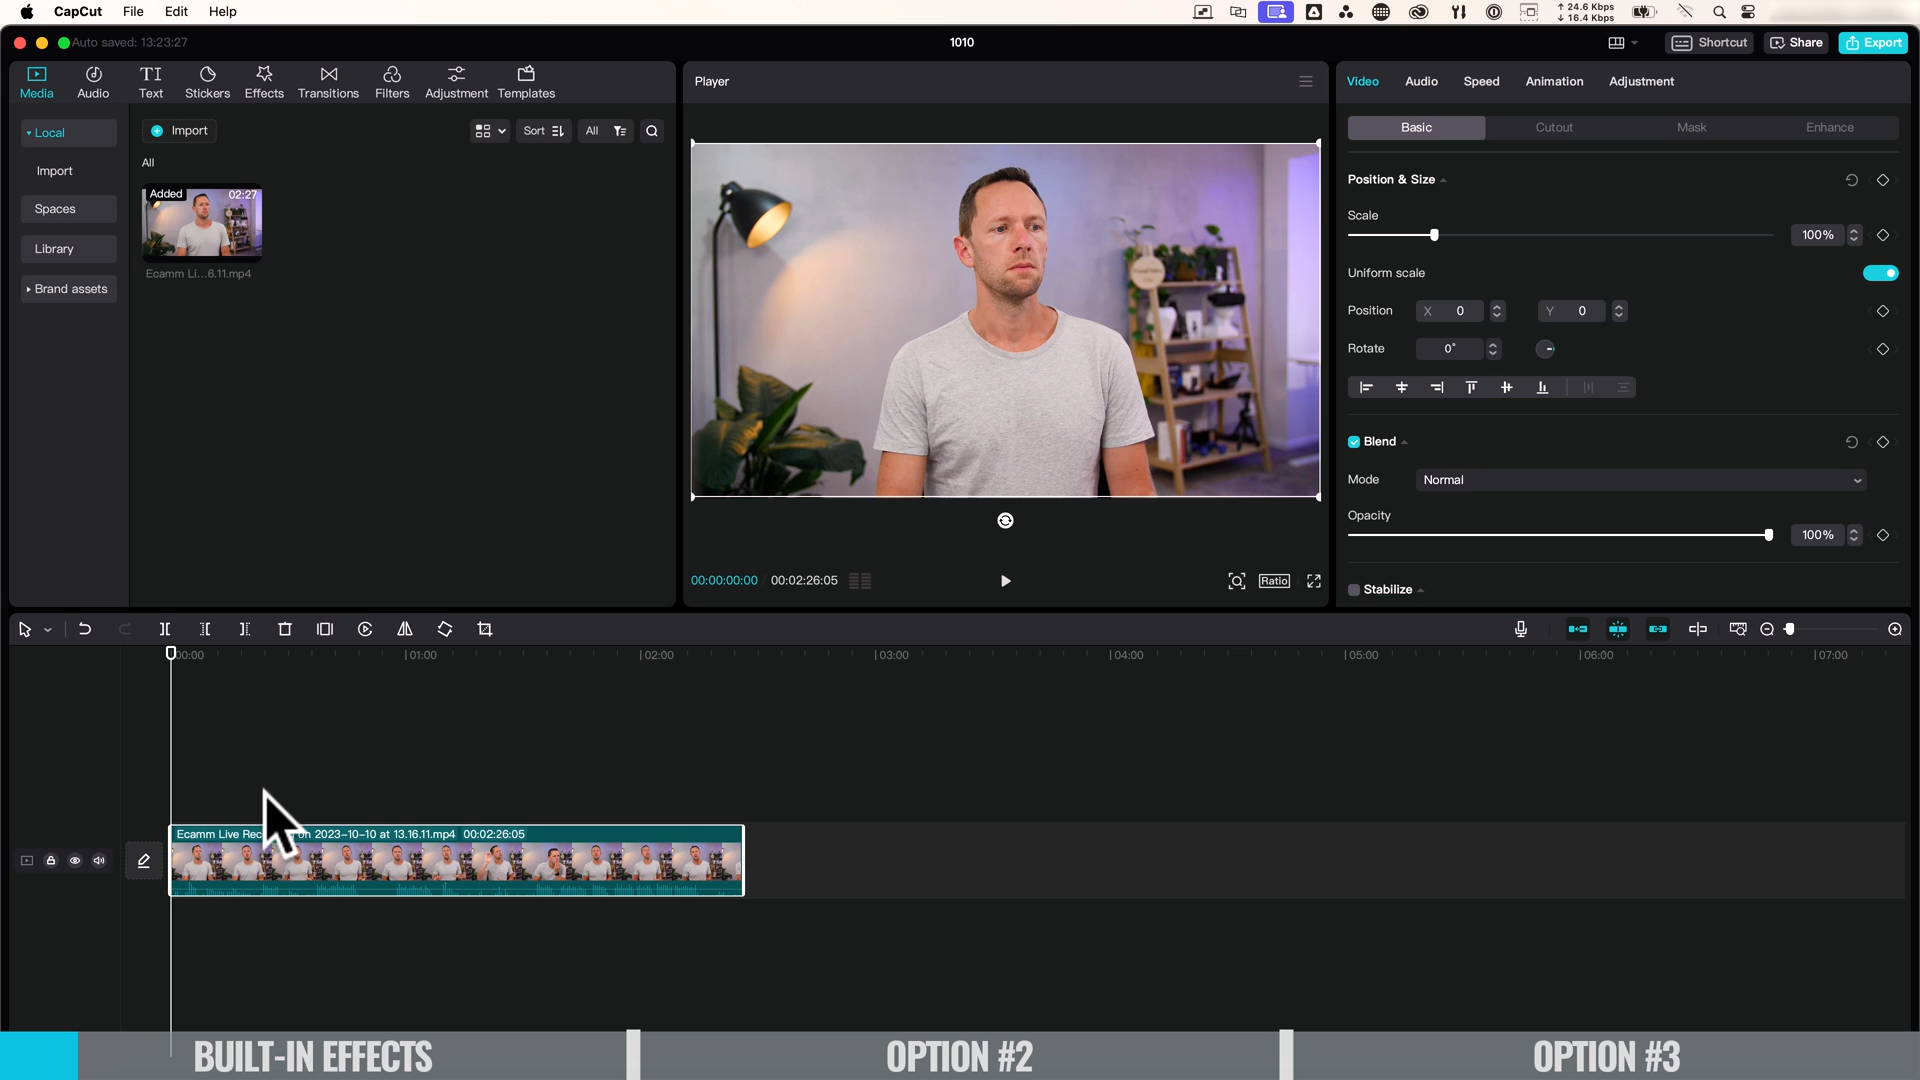 CapCut File Edit Help
↑ 24.6 Kbps
↓ 16.4 Kbps
Auto saved: 13:23:27
1010
Shortcut Share Export
Media Audio Text Stickers Effects Transitions Filters Adjustment Templates
TI
Local
Import
Spaces
Library
Brand assets
Import
Sort All
All
Added 02:27
Ecamm Li...6.11.mp4
Player
00:00:00:00 00:02:26:05
Ratio
Video Audio Speed Animation Adjustment
Basic Cutout Mask Enhance
Position & Size
Scale
100%
Uniform scale
Position X 0 Y 0
Rotate 0°
Blend
Mode Normal
Opacity
100%
Stabilize
00:00 01:00 02:00 03:00 04:00 05:00 06:00 07:00
Ecamm Live Rec on 2023-10-10 at 13.16.11.mp4 00:02:26:05
BUILT-IN EFFECTS OPTION #2 OPTION #3